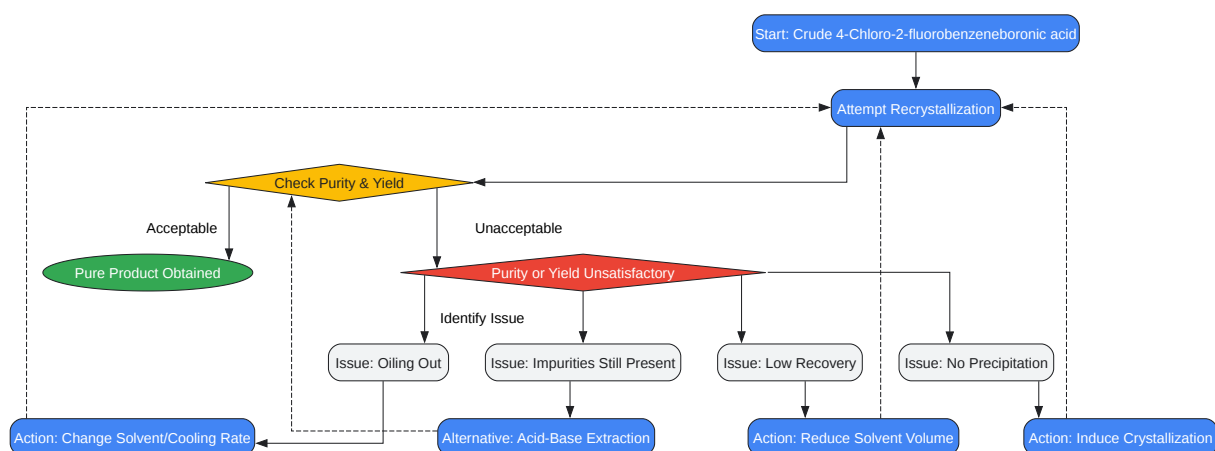 Start: Crude 4-Chloro-2-fluorobenzeneboronic acid
Attempt Recrystallization
Check Purity & Yield
Acceptable
Unacceptable
Pure Product Obtained
Purity or Yield Unsatisfactory
Identify Issue
Issue: Oiling Out
Issue: Impurities Still Present
Issue: Low Recovery
Issue: No Precipitation
Action: Change Solvent/Cooling Rate
Alternative: Acid-Base Extraction
Action: Reduce Solvent Volume
Action: Induce Crystallization